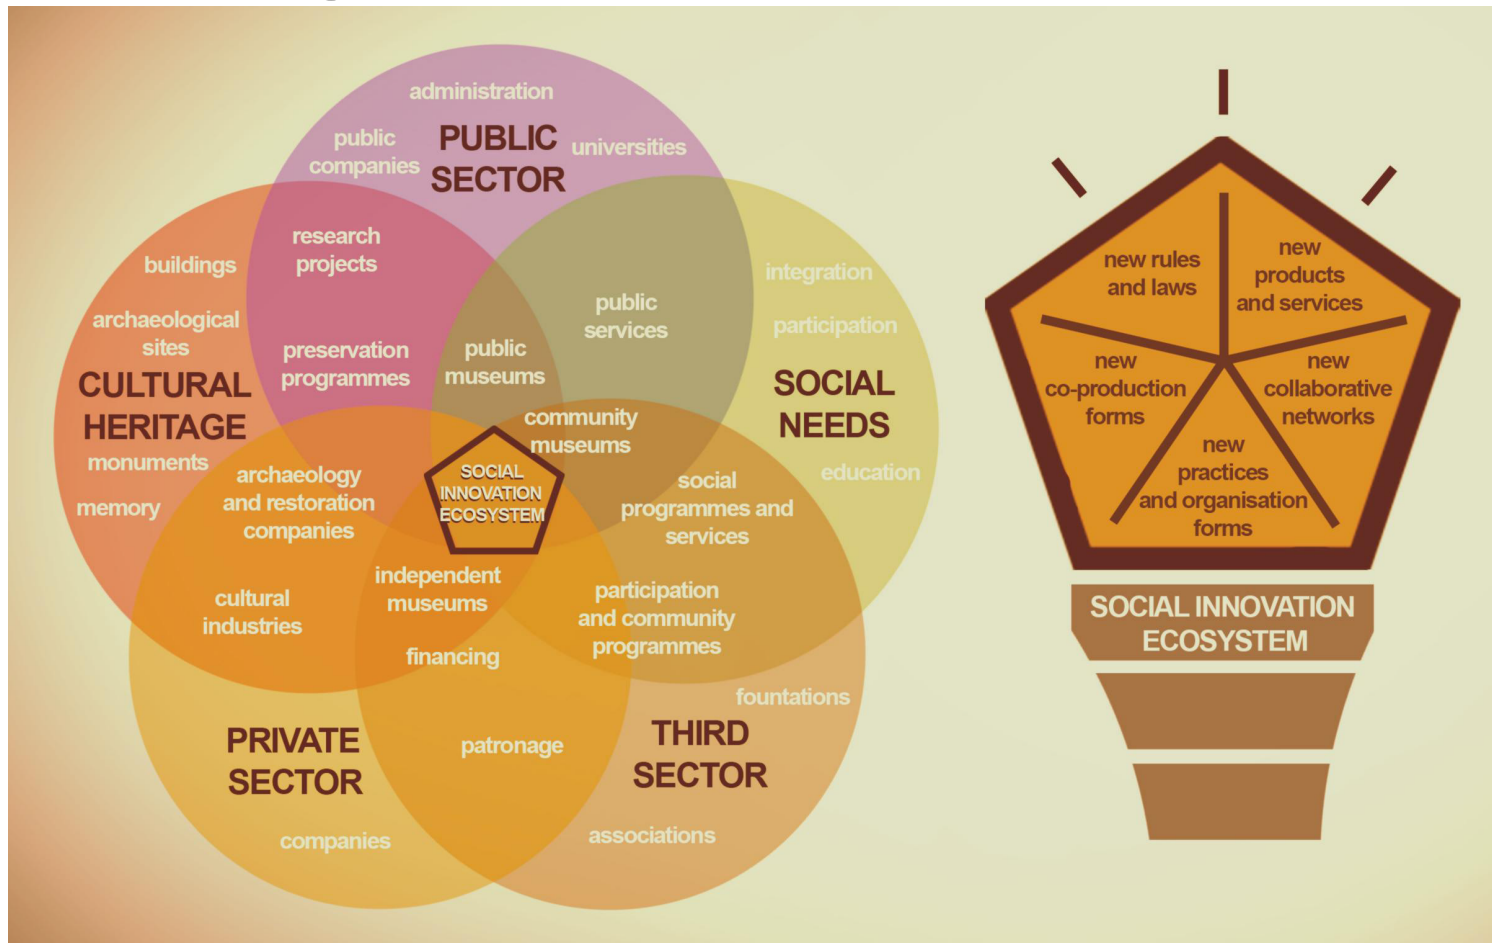 administration
public
companies
PUBLIC
SECTOR
universities
research
projects
buildings
archaeological
sites
preservation
programmes
public
museums
public
services
integration
participation
CULTURAL
HERITAGE
SOCIAL
NEEDS
monuments
memory
education
community
museums
archaeology
and restoration
companies
SOCIAL
INNOVATION
ECOSYSTEM
social
programmes and
services
cultural
industries
independent
museums
participation
and community
programmes
financing
fountations
PRIVATE
SECTOR
patronage
THIRD
SECTOR
companies
associations
new rules
and laws
new
products
and services
new
co-production
forms
new
collaborative
networks
new
practices
and organisation
forms
SOCIAL INNOVATION
ECOSYSTEM